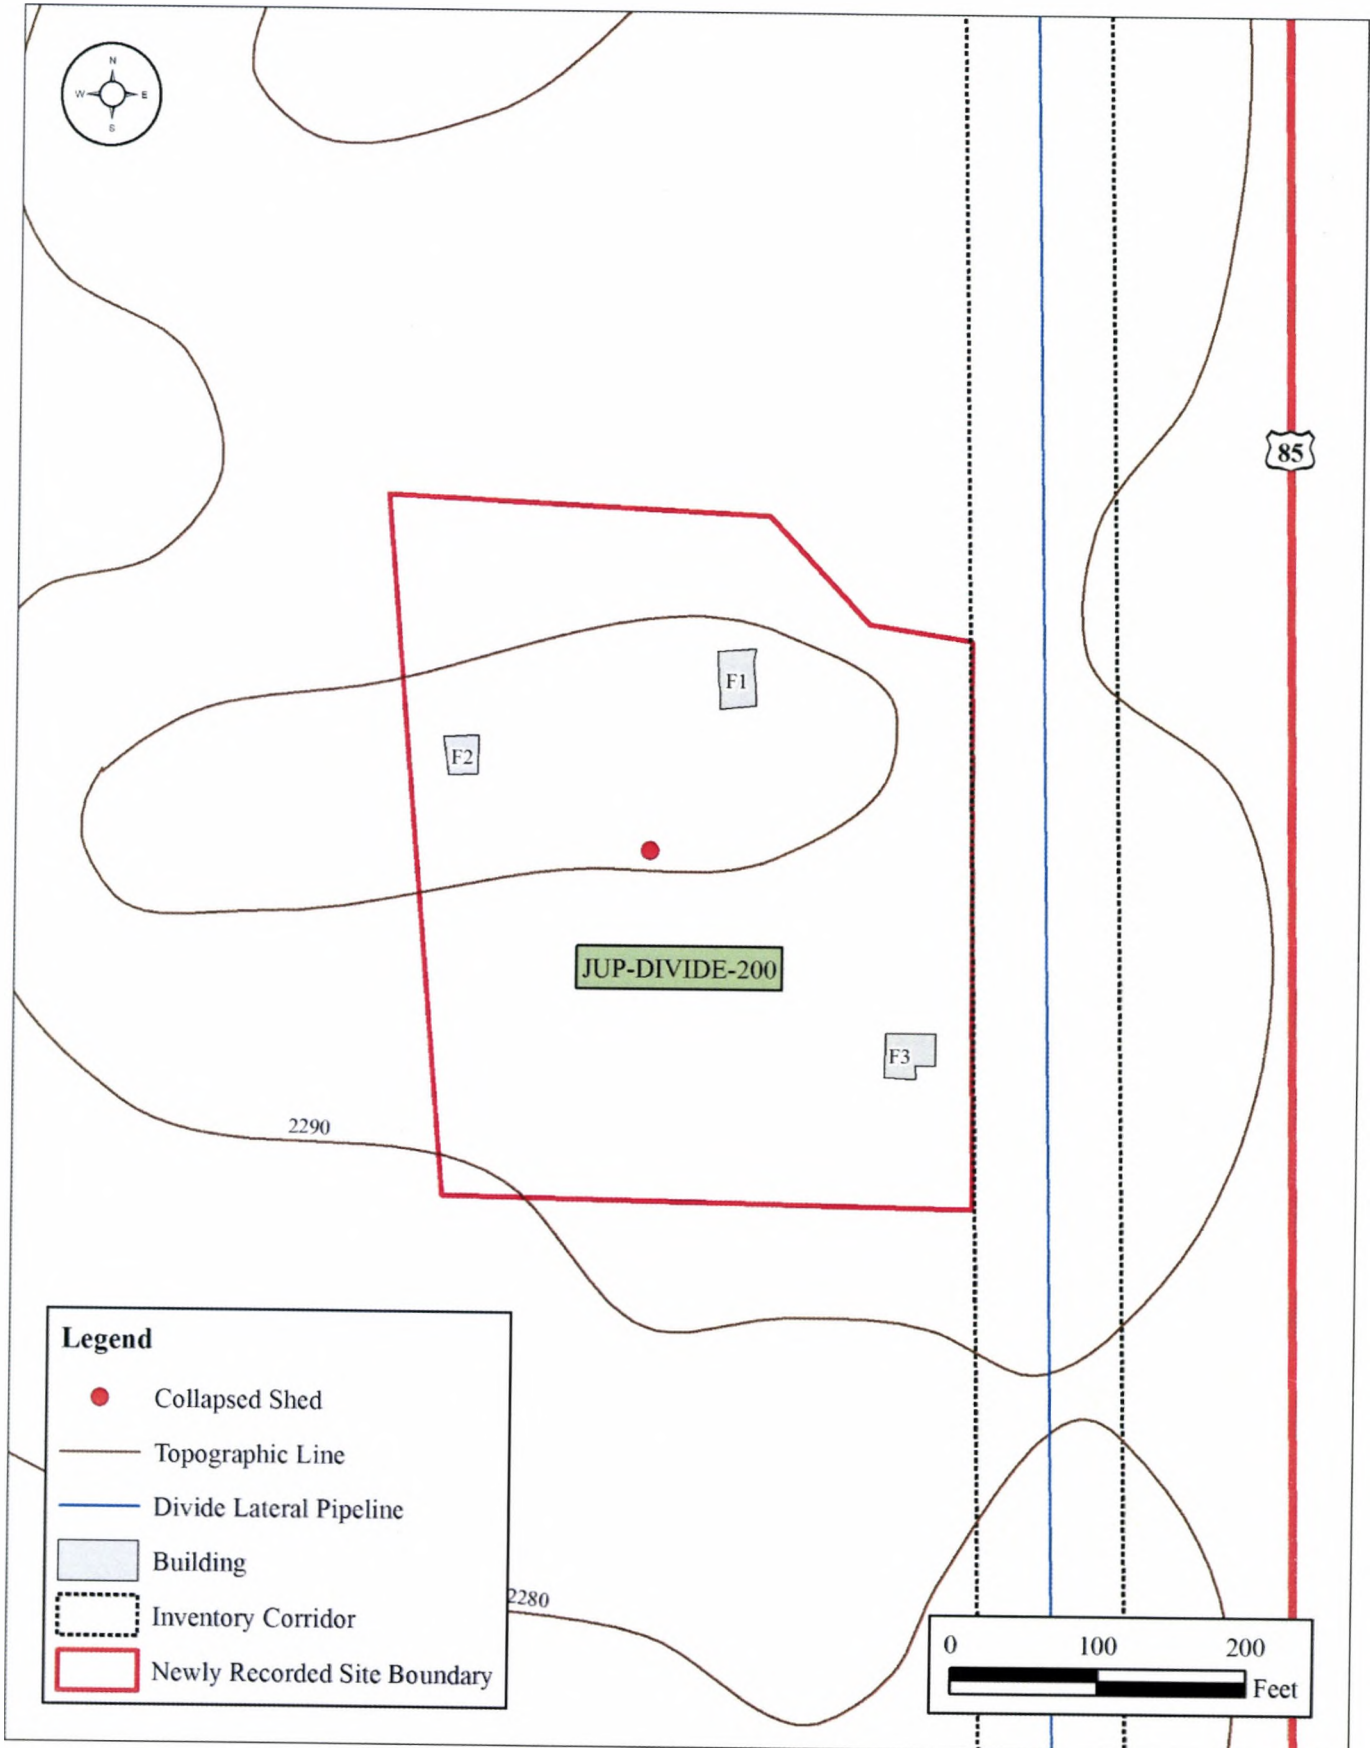 N
W E
S
85
F1
F2
JUP-DIVIDE-200
F3
2290
Legend
Collapsed Shed
Topographic Line
Divide Lateral Pipeline
Building
Inventory Corridor
Newly Recorded Site Boundary
2280
0 100 200
Feet